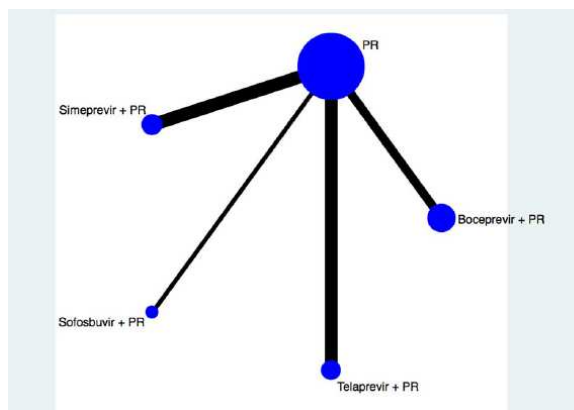 PR
Simeprevir + PR
Boceprevir + PR
Sofosbuvir + PR
Telaprevir + PR